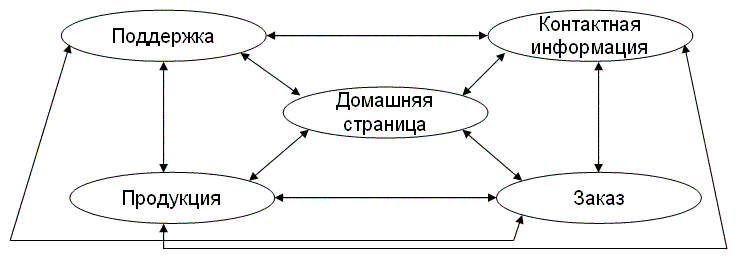 Поддержка
Контактная
информация
Домашняя
страница
Продукция
Заказ